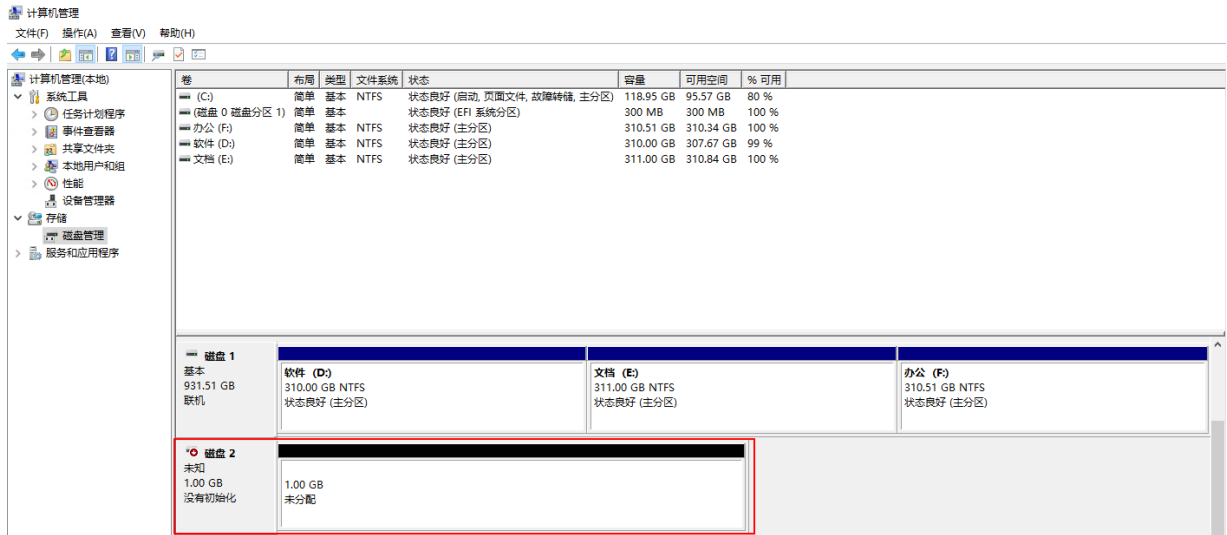 计算机管理
文件(F) 操作(A) 查看(V) 帮助(H)
计算机管理(本地)
系统工具
任务计划程序
事件查看器
共享文件夹
本地用户和组
性能
设备管理器
存储
磁盘管理
服务和应用程序
卷 布局 类型 文件系统 状态 容量 可用空间 % 可用
(C:) 简单 基本 NTFS 状态良好 (启动, 页面文件, 故障转储, 主分区) 118.95 GB 95.57 GB 80 %
(磁盘 0 磁盘分区 1) 简单 基本 状态良好 (EFI 系统分区) 300 MB 300 MB 100 %
办公 (F:) 简单 基本 NTFS 状态良好 (主分区) 310.51 GB 310.34 GB 100 %
软件 (D:) 简单 基本 NTFS 状态良好 (主分区) 310.00 GB 307.67 GB 99 %
文档 (E:) 简单 基本 NTFS 状态良好 (主分区) 311.00 GB 310.84 GB 100 %
磁盘 1
基本
931.51 GB
联机
软件 (D:)
310.00 GB NTFS
状态良好 (主分区)
文档 (E:)
311.00 GB NTFS
状态良好 (主分区)
办公 (F:)
310.51 GB NTFS
状态良好 (主分区)
磁盘 2
未知
1.00 GB
没有初始化
1.00 GB
未分配